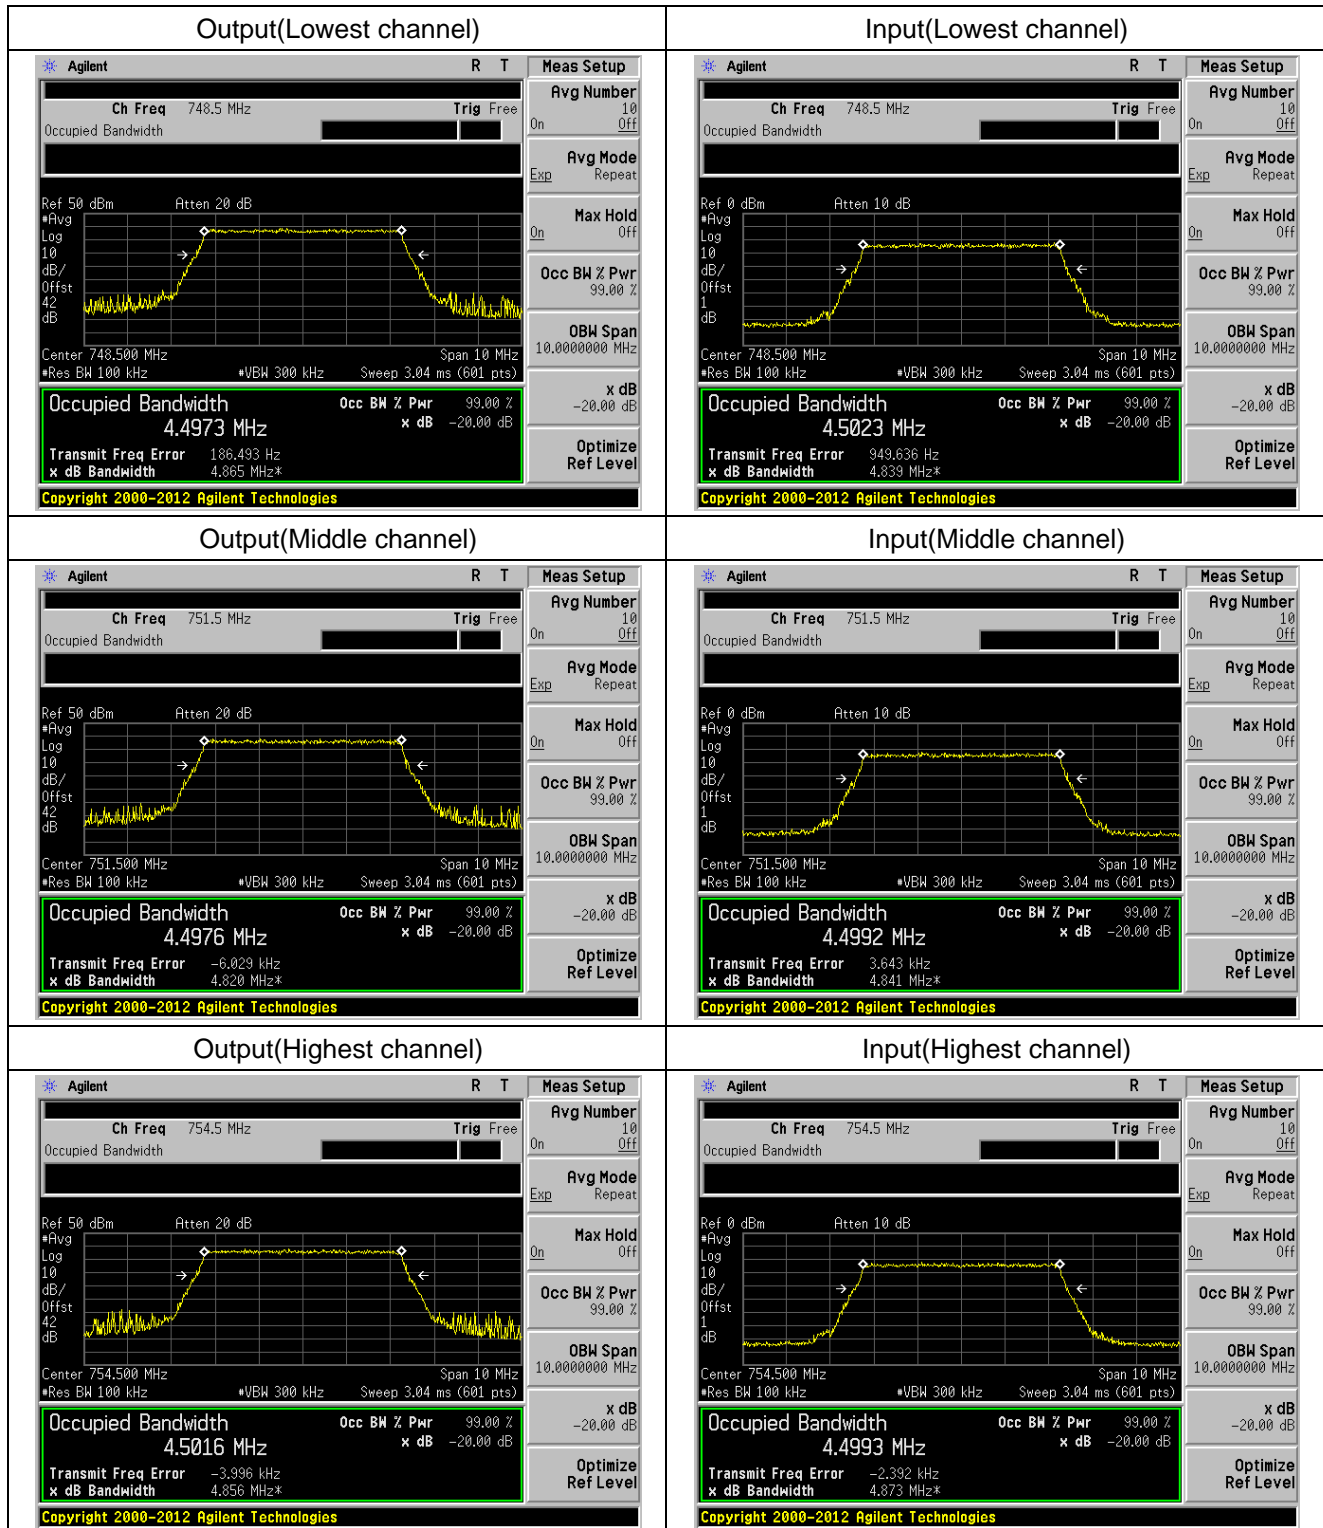 Output(Lowest channel)
Agilent R T
Ch Freq 748.5 MHz Trig Free
Occupied Bandwidth
Ref 50 dBm Atten 20 dB
#Avg
Log
10
dB/
Offst
42
dB
Center 748.500 MHz Span 10 MHz
#Res BW 100 kHz #VBW 300 kHz Sweep 3.04 ms (601 pts)
Occupied Bandwidth Occ BW % Pwr 99.00 %
4.4973 MHz x dB -20.00 dB
Transmit Freq Error 186.493 Hz
x dB Bandwidth 4.865 MHz*
Copyright 2000-2012 Agilent Technologies
Meas Setup
Avg Number
10
On Off
Avg Mode
Exp Repeat
Max Hold
On Off
Occ BW % Pwr
99.00 %
OBW Span
10.0000000 MHz
x dB
-20.00 dB
Optimize
Ref Level
Input(Lowest channel)
Agilent R T
Ch Freq 748.5 MHz Trig Free
Occupied Bandwidth
Ref 0 dBm Atten 10 dB
#Avg
Log
10
dB/
Offst
1
dB
Center 748.500 MHz Span 10 MHz
#Res BW 100 kHz #VBW 300 kHz Sweep 3.04 ms (601 pts)
Occupied Bandwidth Occ BW % Pwr 99.00 %
4.5023 MHz x dB -20.00 dB
Transmit Freq Error 949.636 Hz
x dB Bandwidth 4.839 MHz*
Copyright 2000-2012 Agilent Technologies
Meas Setup
Avg Number
10
On Off
Avg Mode
Exp Repeat
Max Hold
On Off
Occ BW % Pwr
99.00 %
OBW Span
10.0000000 MHz
x dB
-20.00 dB
Optimize
Ref Level
Output(Middle channel)
Agilent R T
Ch Freq 751.5 MHz Trig Free
Occupied Bandwidth
Ref 50 dBm Atten 20 dB
#Avg
Log
10
dB/
Offst
42
dB
Center 751.500 MHz Span 10 MHz
#Res BW 100 kHz #VBW 300 kHz Sweep 3.04 ms (601 pts)
Occupied Bandwidth Occ BW % Pwr 99.00 %
4.4976 MHz x dB -20.00 dB
Transmit Freq Error -6.029 kHz
x dB Bandwidth 4.820 MHz*
Copyright 2000-2012 Agilent Technologies
Meas Setup
Avg Number
10
On Off
Avg Mode
Exp Repeat
Max Hold
On Off
Occ BW % Pwr
99.00 %
OBW Span
10.0000000 MHz
x dB
-20.00 dB
Optimize
Ref Level
Input(Middle channel)
Agilent R T
Ch Freq 751.5 MHz Trig Free
Occupied Bandwidth
Ref 0 dBm Atten 10 dB
#Avg
Log
10
dB/
Offst
1
dB
Center 751.500 MHz Span 10 MHz
#Res BW 100 kHz #VBW 300 kHz Sweep 3.04 ms (601 pts)
Occupied Bandwidth Occ BW % Pwr 99.00 %
4.4992 MHz x dB -20.00 dB
Transmit Freq Error 3.643 kHz
x dB Bandwidth 4.841 MHz*
Copyright 2000-2012 Agilent Technologies
Meas Setup
Avg Number
10
On Off
Avg Mode
Exp Repeat
Max Hold
On Off
Occ BW % Pwr
99.00 %
OBW Span
10.0000000 MHz
x dB
-20.00 dB
Optimize
Ref Level
Output(Highest channel)
Agilent R T
Ch Freq 754.5 MHz Trig Free
Occupied Bandwidth
Ref 50 dBm Atten 20 dB
#Avg
Log
10
dB/
Offst
42
dB
Center 754.500 MHz Span 10 MHz
#Res BW 100 kHz #VBW 300 kHz Sweep 3.04 ms (601 pts)
Occupied Bandwidth Occ BW % Pwr 99.00 %
4.5016 MHz x dB -20.00 dB
Transmit Freq Error -3.996 kHz
x dB Bandwidth 4.856 MHz*
Copyright 2000-2012 Agilent Technologies
Meas Setup
Avg Number
10
On Off
Avg Mode
Exp Repeat
Max Hold
On Off
Occ BW % Pwr
99.00 %
OBW Span
10.0000000 MHz
x dB
-20.00 dB
Optimize
Ref Level
Input(Highest channel)
Agilent R T
Ch Freq 754.5 MHz Trig Free
Occupied Bandwidth
Ref 0 dBm Atten 10 dB
#Avg
Log
10
dB/
Offst
1
dB
Center 754.500 MHz Span 10 MHz
#Res BW 100 kHz #VBW 300 kHz Sweep 3.04 ms (601 pts)
Occupied Bandwidth Occ BW % Pwr 99.00 %
4.4993 MHz x dB -20.00 dB
Transmit Freq Error -2.392 kHz
x dB Bandwidth 4.873 MHz*
Copyright 2000-2012 Agilent Technologies
Meas Setup
Avg Number
10
On Off
Avg Mode
Exp Repeat
Max Hold
On Off
Occ BW % Pwr
99.00 %
OBW Span
10.0000000 MHz
x dB
-20.00 dB
Optimize
Ref Level